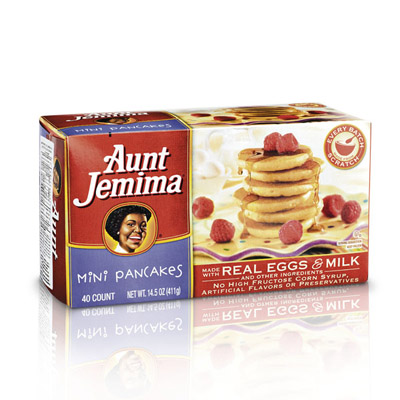 mini pancakes
Aunt
Jemima
mini pancakes
40 COUNT NET WT. 14.5 OZ (411g)
EVERY BATCH
SCRATCH
MADE WITH REAL EGGS & MILK
AND OTHER INGREDIENTS
NO HIGH FRUCTOSE CORN SYRUP,
ARTIFICIAL FLAVORS OR PRESERVATIVES